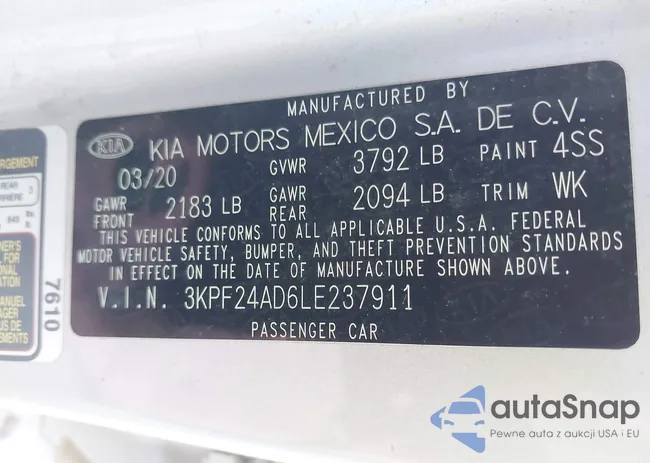 MANUFACTURED BY
KIA KIA MOTORS MEXICO S.A. DE C.V.
03/20 GVWR 3792 LB PAINT 4SS
GAWR FRONT 2183 LB GAWR REAR 2094 LB TRIM WK
THIS VEHICLE CONFORMS TO ALL APPLICABLE U.S.A. FEDERAL
MOTOR VEHICLE SAFETY, BUMPER, AND THEFT PREVENTION STANDARDS
IN EFFECT ON THE DATE OF MANUFACTURE SHOWN ABOVE.
V.I.N. 3KPF24AD6LE237911
PASSENGER CAR
7610
autaSnap
Pewne auta z aukcji USA i EU